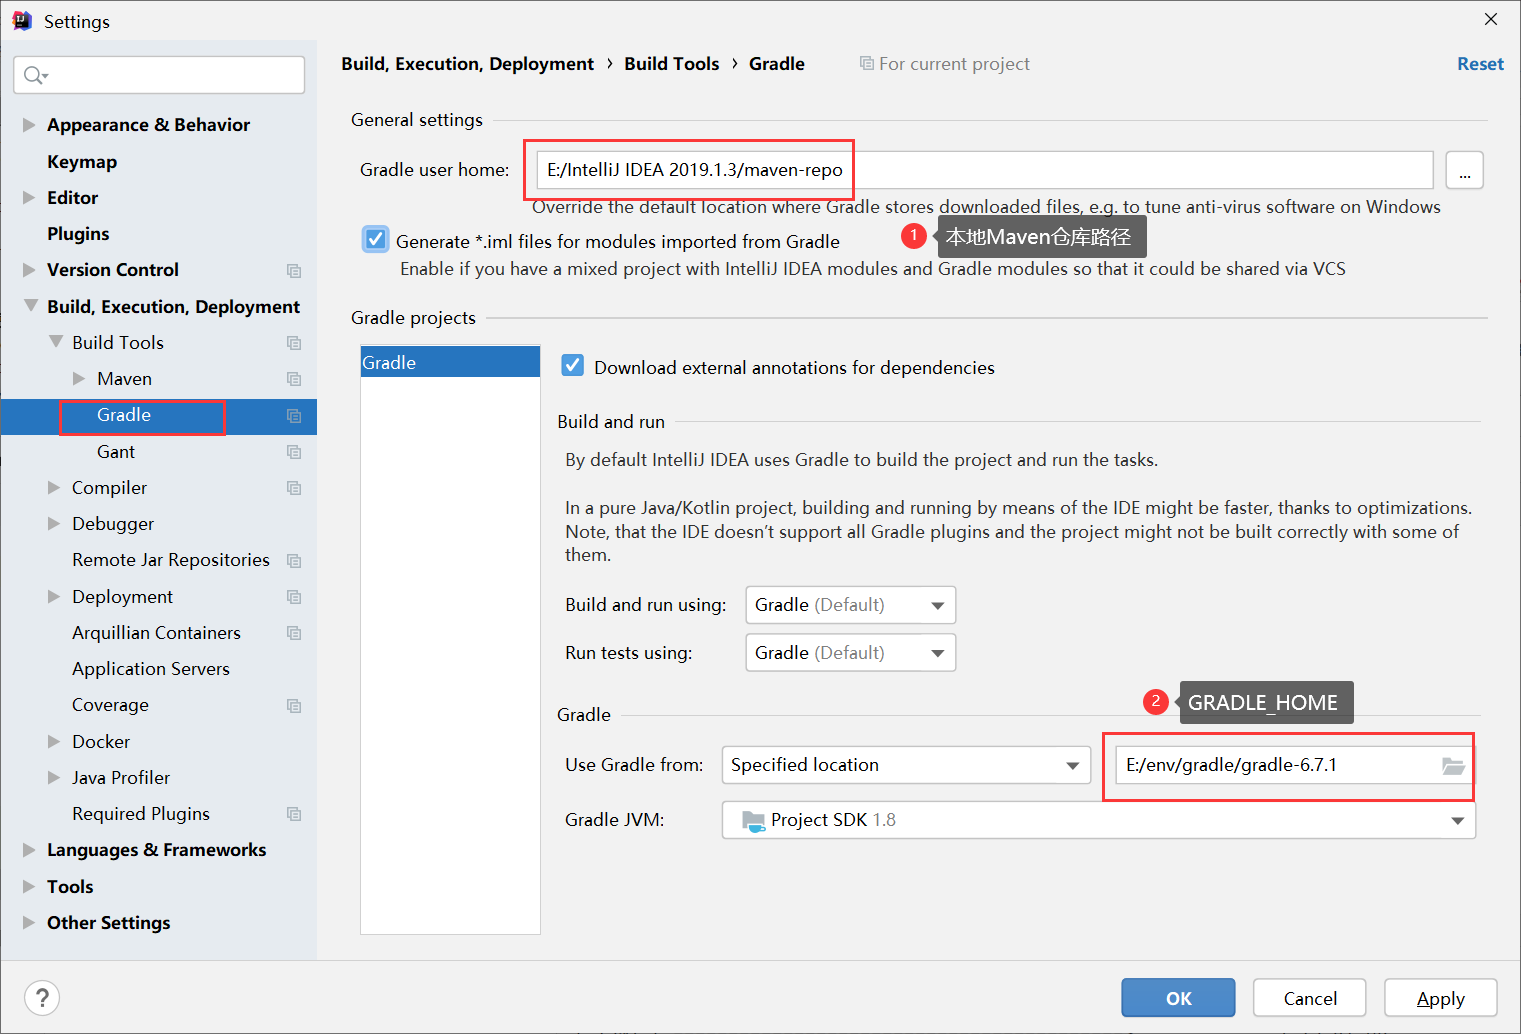 Settings
Build, Execution, Deployment › Build Tools › Gradle
For current project
Reset
Appearance & Behavior
Keymap
Editor
Plugins
Version Control
Build, Execution, Deployment
Build Tools
Maven
Gradle
Gant
Compiler
Debugger
Remote Jar Repositories
Deployment
Arquillian Containers
Application Servers
Coverage
Docker
Java Profiler
Required Plugins
Languages & Frameworks
Tools
Other Settings
General settings
Gradle user home: E:/IntelliJ IDEA 2019.1.3/maven-repo ...
Override the default location where Gradle stores downloaded files, e.g. to tune anti-virus software on Windows
1 本地Maven仓库路径
Generate *.iml files for modules imported from Gradle
Enable if you have a mixed project with IntelliJ IDEA modules and Gradle modules so that it could be shared via VCS
Gradle projects
Gradle
Download external annotations for dependencies
Build and run
By default IntelliJ IDEA uses Gradle to build the project and run the tasks.
In a pure Java/Kotlin project, building and running by means of the IDE might be faster, thanks to optimizations.
Note, that the IDE doesn't support all Gradle plugins and the project might not be built correctly with some of
them.
Build and run using: Gradle (Default)
Run tests using: Gradle (Default)
2 GRADLE_HOME
Gradle
Use Gradle from: Specified location E:/env/gradle/gradle-6.7.1
Gradle JVM: Project SDK 1.8
?
OK
Cancel
Apply